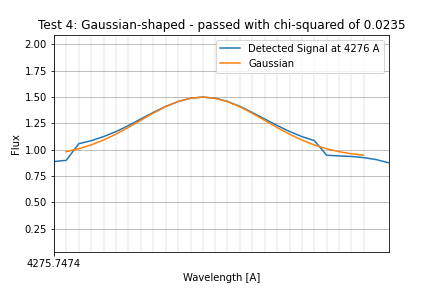 Test 4: Gaussian-shaped - passed with chi-squared of 0.0235
Detected Signal at 4276 A
Gaussian
2.00
1.75
1.50
1.25
1.00
0.75
0.50
0.25
Flux
4275.7474
Wavelength [A]